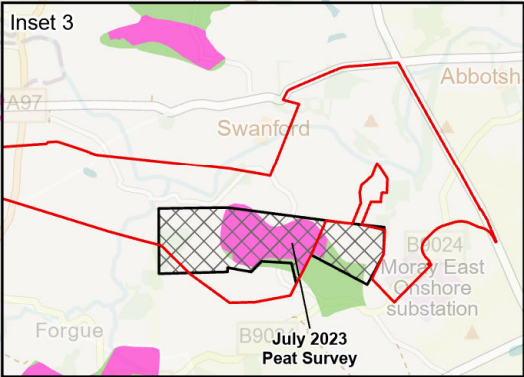 Inset 3
Abbotsh
A97
Swanford
B9024
Moray East
Onshore
substation
Forgue
B9024
July 2023
Peat Survey